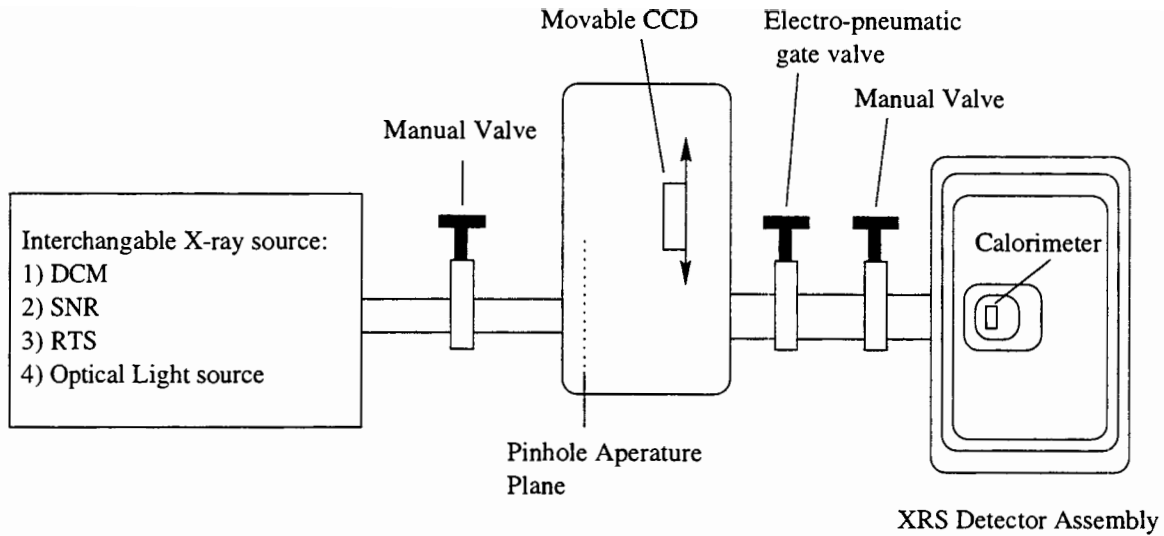 Movable CCD
Electro-pneumatic
gate valve
Manual Valve
Manual Valve
Interchangable X-ray source:
1) DCM
2) SNR
3) RTS
4) Optical Light source
Calorimeter
Pinhole Aperature
Plane
XRS Detector Assembly